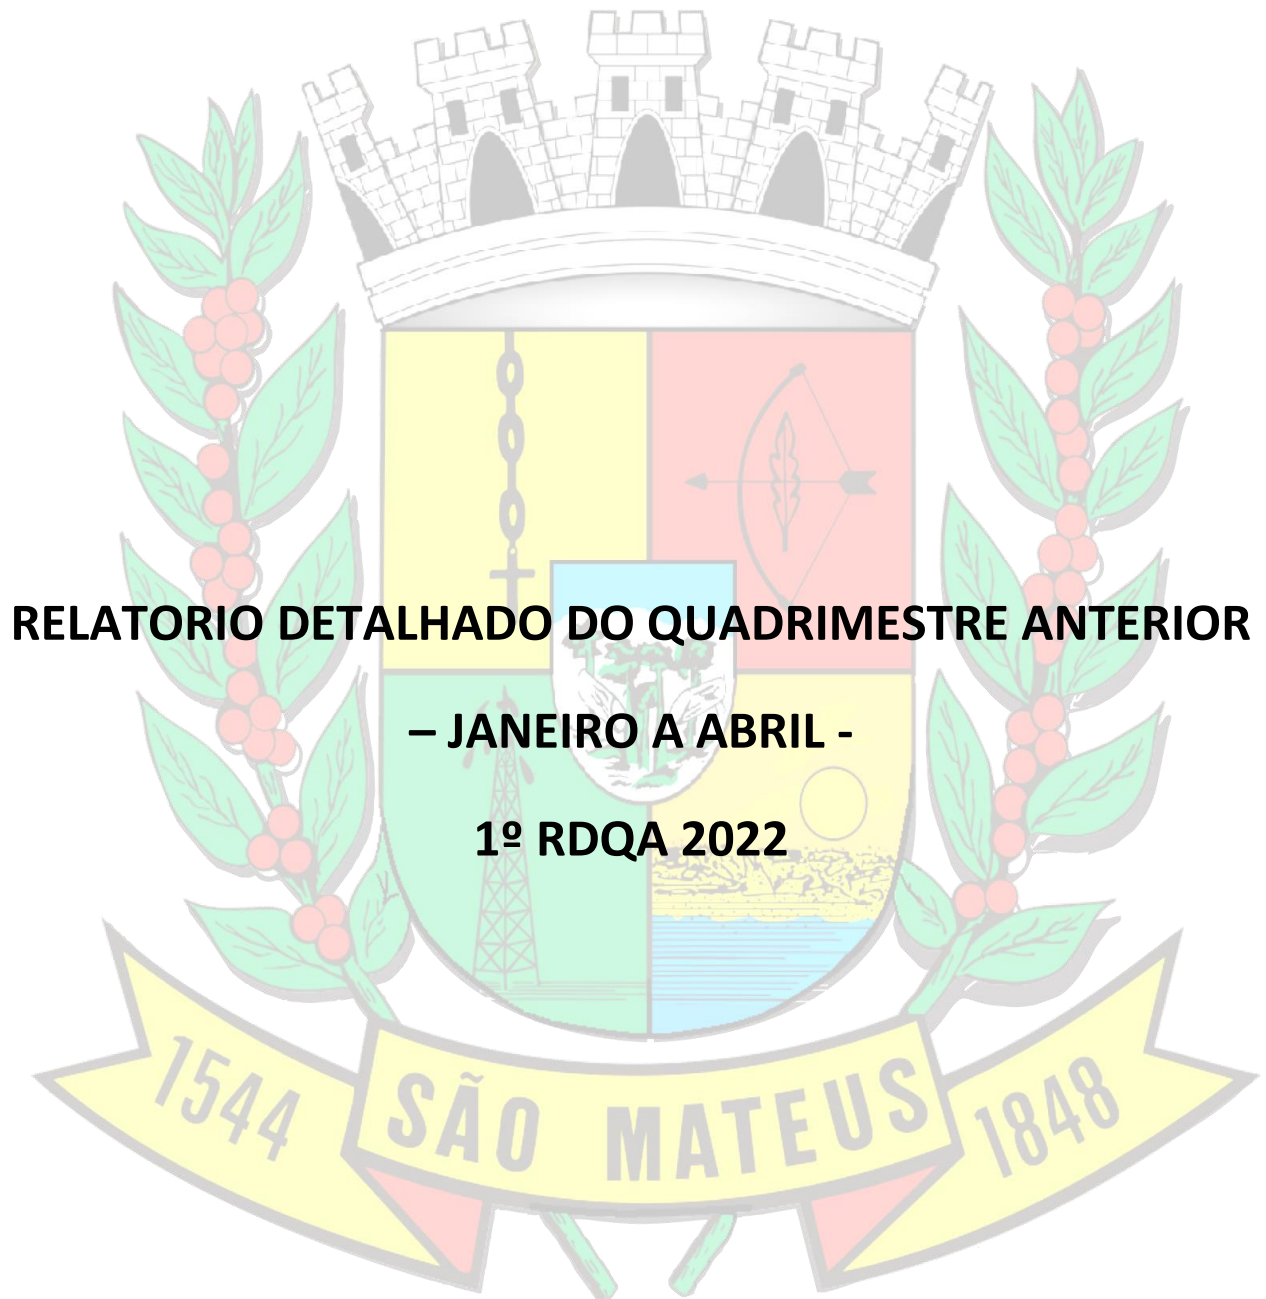 RELATORIO DETALHADO DO QUADRIMESTRE ANTERIOR
– JANEIRO A ABRIL -
1º RDQA 2022
1544 SÃO MATEUS 1848